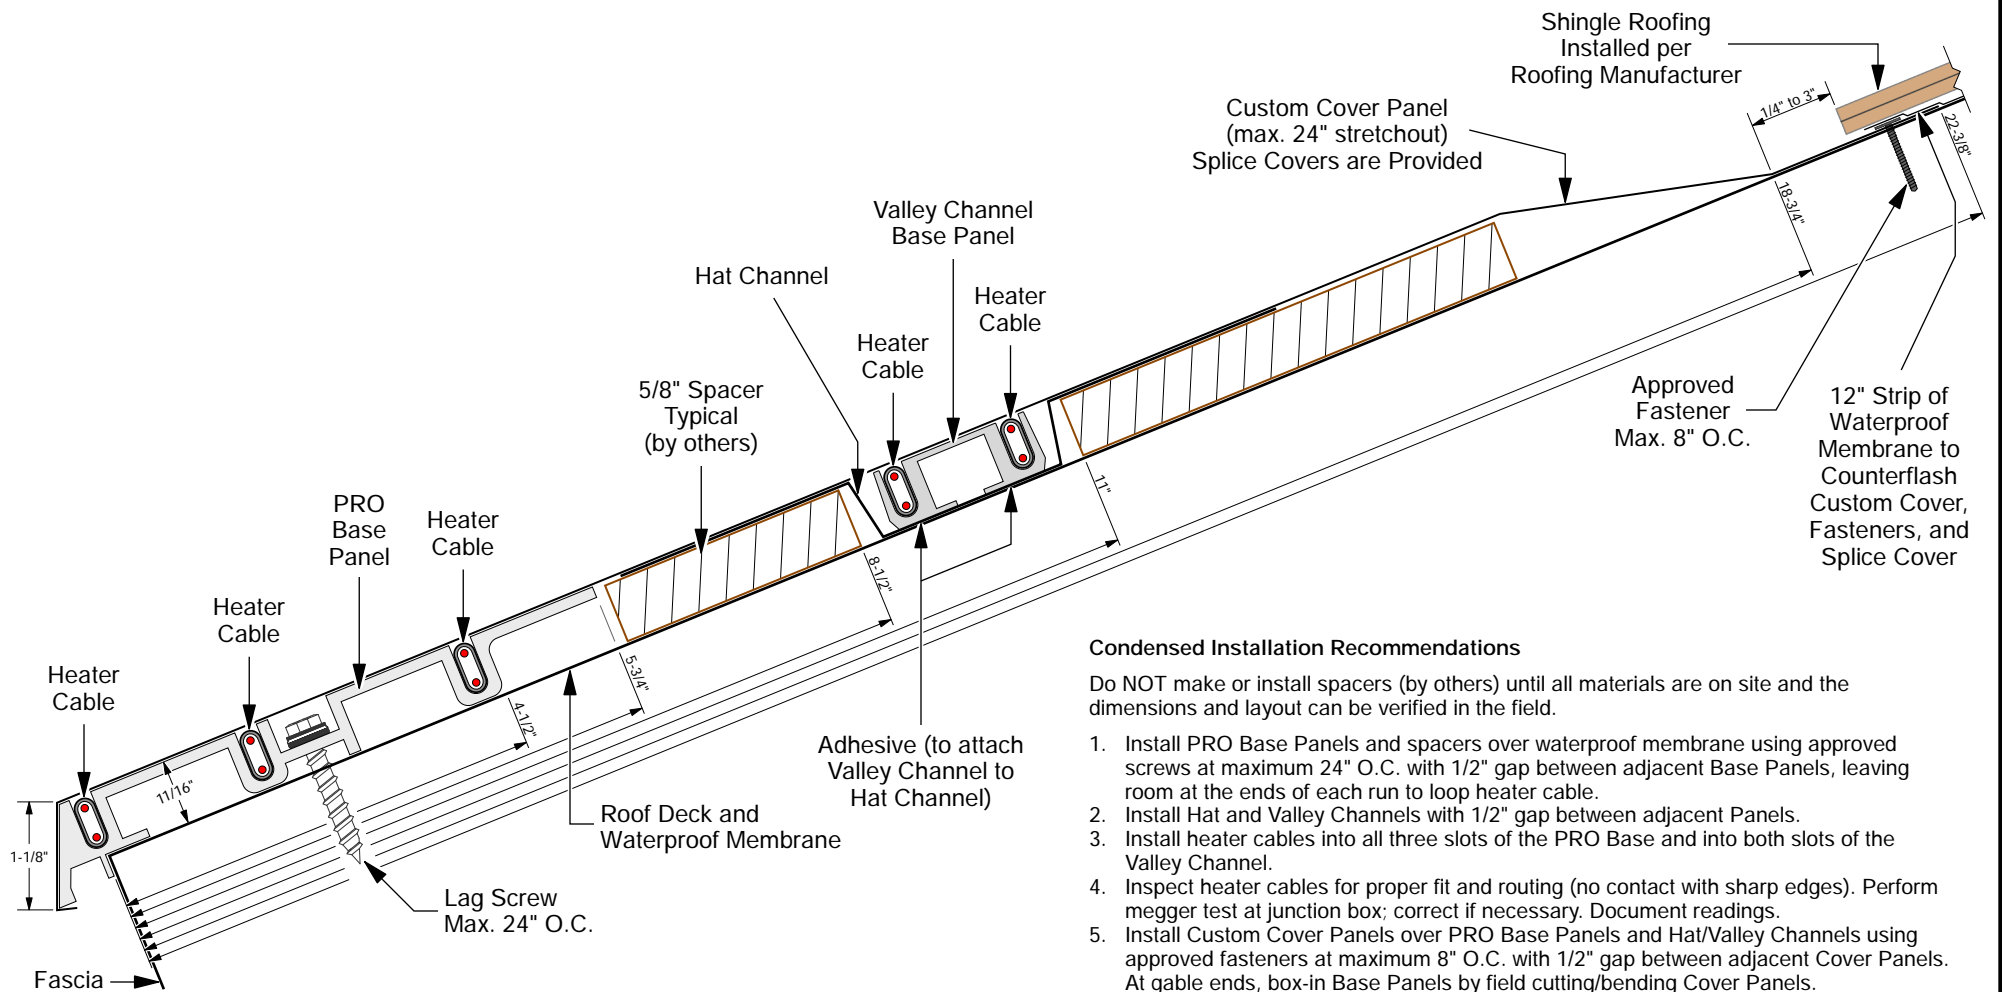 Shingle Roofing
Installed per
Roofing Manufacturer
1/4" to 3"
Custom Cover Panel
(max. 24" stretchout)
Splice Covers are Provided
22-3/8"
18-3/4"
Valley Channel
Base Panel
Hat Channel
Heater
Cable
Heater
Cable
5/8" Spacer
Typical
(by others)
Approved
Fastener
Max. 8" O.C.
12" Strip of
Waterproof
Membrane to
Counterflash
Custom Cover,
Fasteners, and
Splice Cover
11"
PRO
Base
Panel
Heater
Cable
8-1/2"
Heater
Cable
5-3/4"
Heater
Cable
4-1/2"
11/16"
1-1/8"
Adhesive (to attach
Valley Channel to
Hat Channel)
Roof Deck and
Waterproof Membrane
Lag Screw
Max. 24" O.C.
Fascia
Condensed Installation Recommendations
Do NOT make or install spacers (by others) until all materials are on site and the
dimensions and layout can be verified in the field.
1. Install PRO Base Panels and spacers over waterproof membrane using approved
screws at maximum 24" O.C. with 1/2" gap between adjacent Base Panels, leaving
room at the ends of each run to loop heater cable.
2. Install Hat and Valley Channels with 1/2" gap between adjacent Panels.
3. Install heater cables into all three slots of the PRO Base and into both slots of the
Valley Channel.
4. Inspect heater cables for proper fit and routing (no contact with sharp edges). Perform
megger test at junction box; correct if necessary. Document readings.
5. Install Custom Cover Panels over PRO Base Panels and Hat/Valley Channels using
approved fasteners at maximum 8" O.C. with 1/2" gap between adjacent Cover Panels.
At gable ends, box-in Base Panels by field cutting/bending Cover Panels.